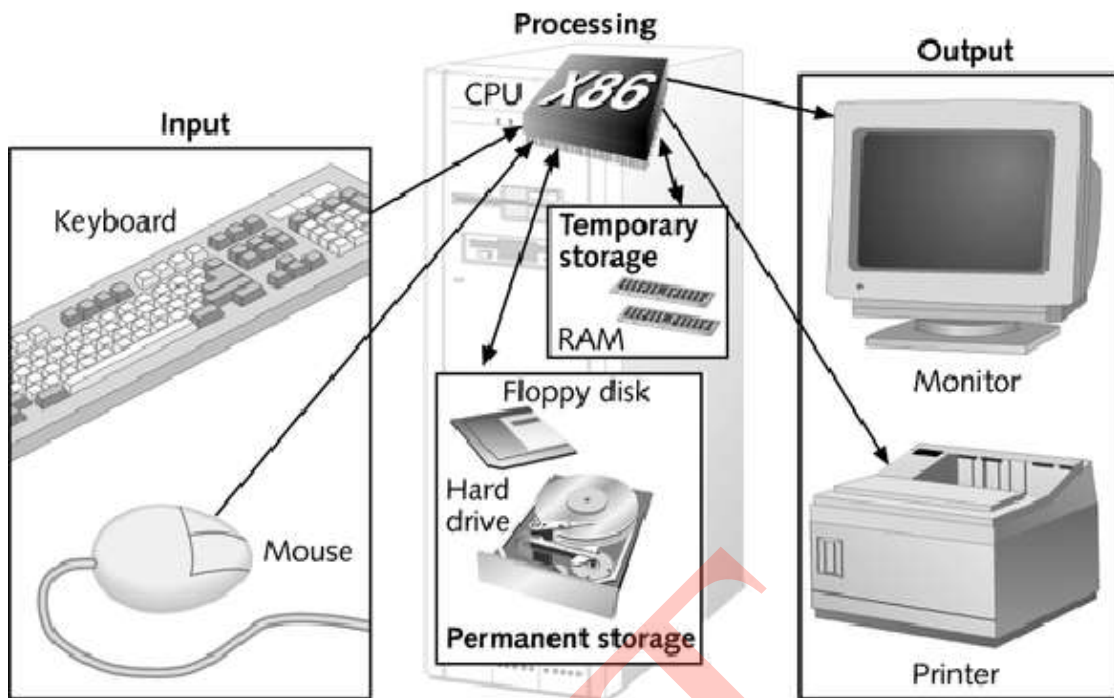 Processing
Output
CPU
X86
Input
Keyboard
Temporary
storage
RAM
Monitor
Floppy disk
Hard
drive
Mouse
Permanent storage
Printer